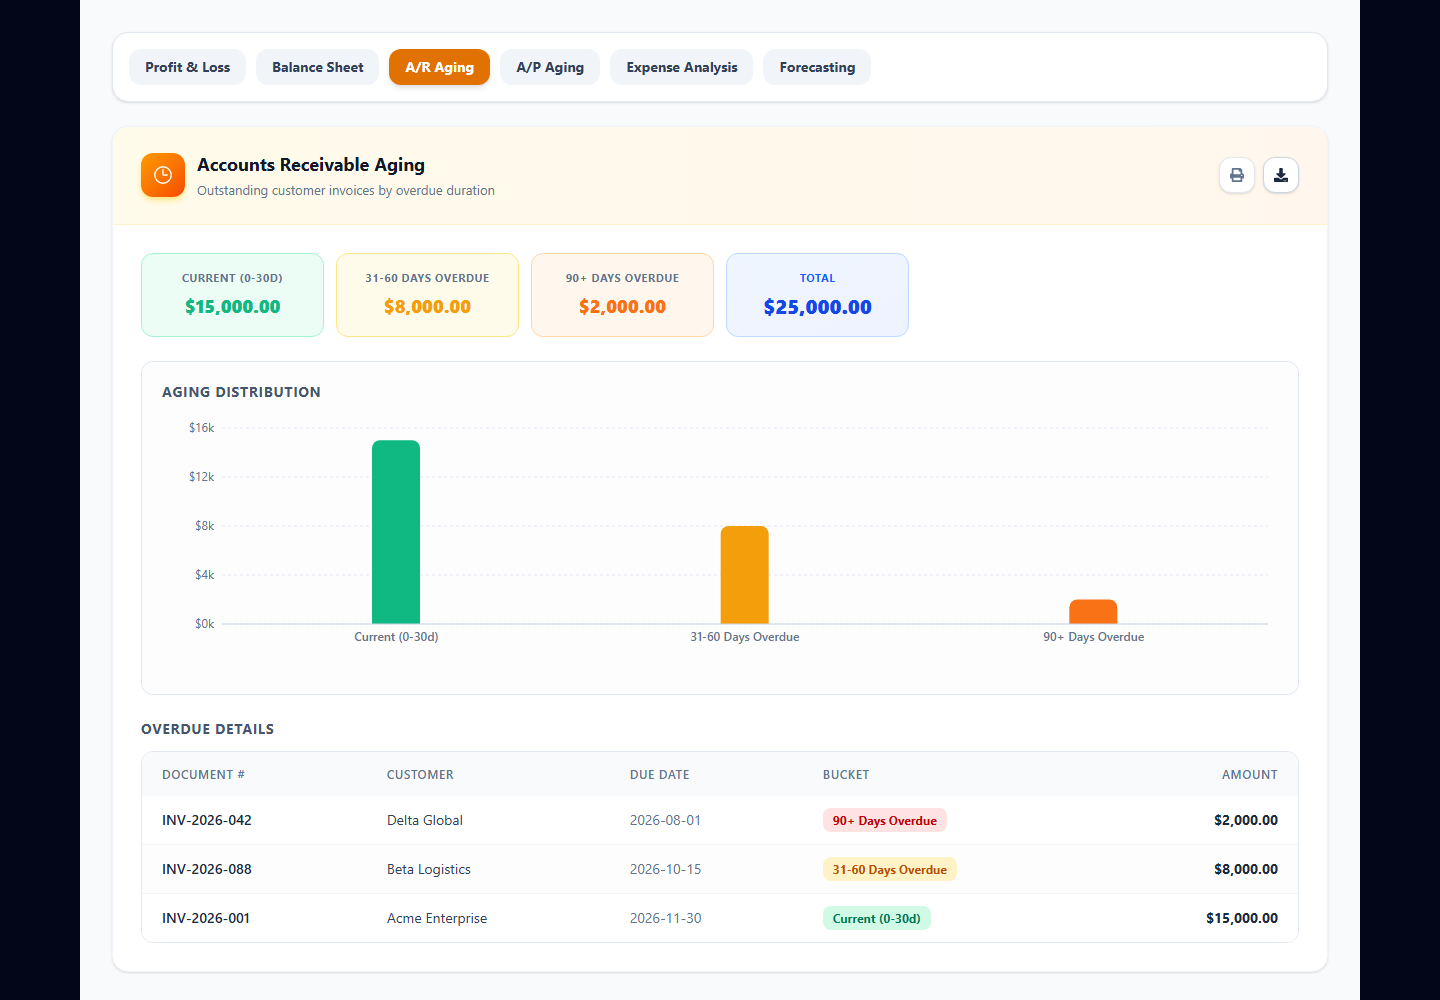 Profit & Loss
Balance Sheet
A/R Aging
A/P Aging
Expense Analysis
Forecasting
Accounts Receivable Aging
Outstanding customer invoices by overdue duration
CURRENT (0-30D)
$15,000.00
31-60 DAYS OVERDUE
$8,000.00
90+ DAYS OVERDUE
$2,000.00
TOTAL
$25,000.00
AGING DISTRIBUTION
$16k
$12k
$8k
$4k
$0k
Current (0-30d)
31-60 Days Overdue
90+ Days Overdue
OVERDUE DETAILS
DOCUMENT # CUSTOMER DUE DATE BUCKET AMOUNT
INV-2026-042 Delta Global 2026-08-01 90+ Days Overdue $2,000.00
INV-2026-088 Beta Logistics 2026-10-15 31-60 Days Overdue $8,000.00
INV-2026-001 Acme Enterprise 2026-11-30 Current (0-30d) $15,000.00